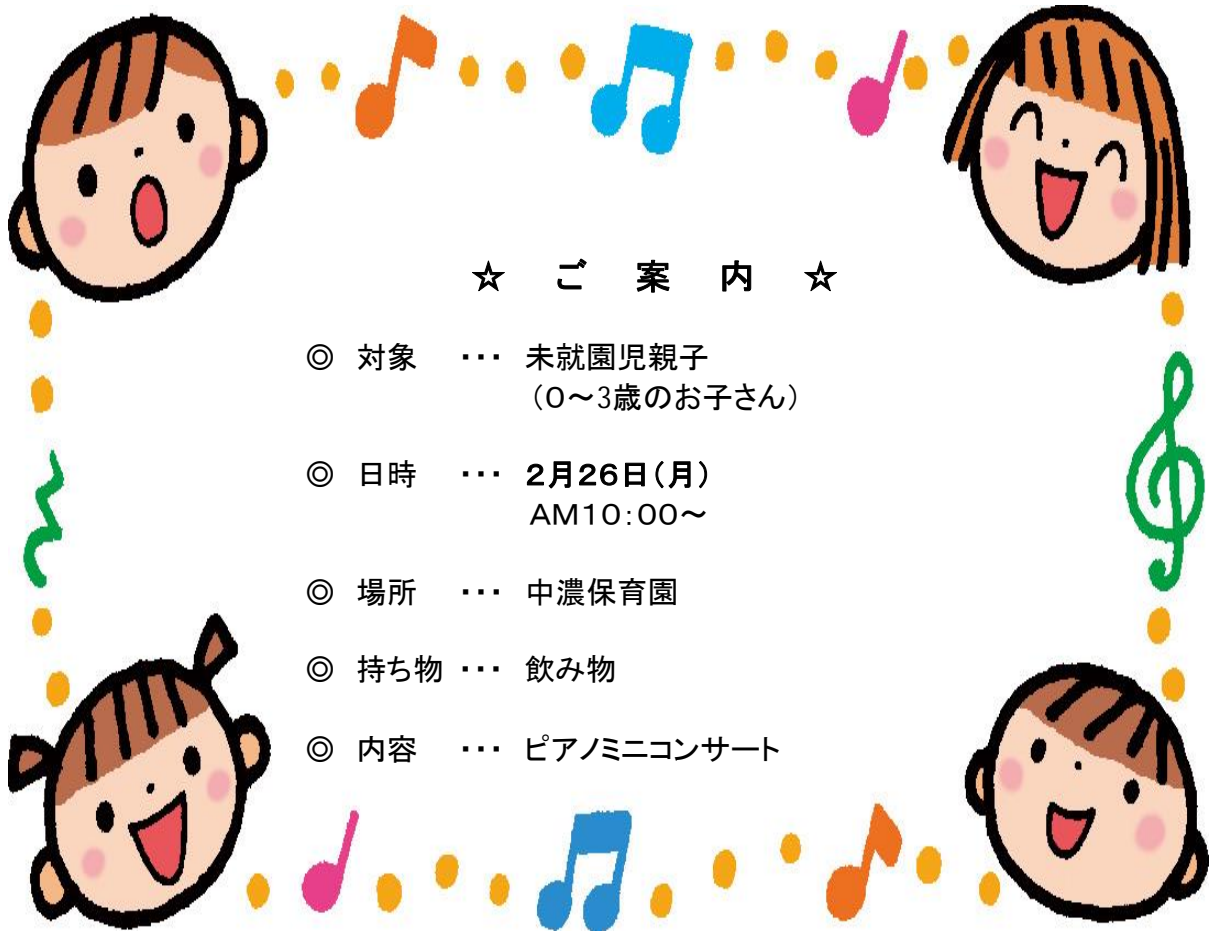 ☆ ご 案 内 ☆
◎ 対象 ・・・ 未就園児親子
（０～3歳のお子さん）
◎ 日時 ・・・ ２月２６日（月）
ＡＭ１０：００～
◎ 場所 ・・・ 中濃保育園
◎ 持ち物 ・・・ 飲み物
◎ 内容 ・・・ ピアノミニコンサート